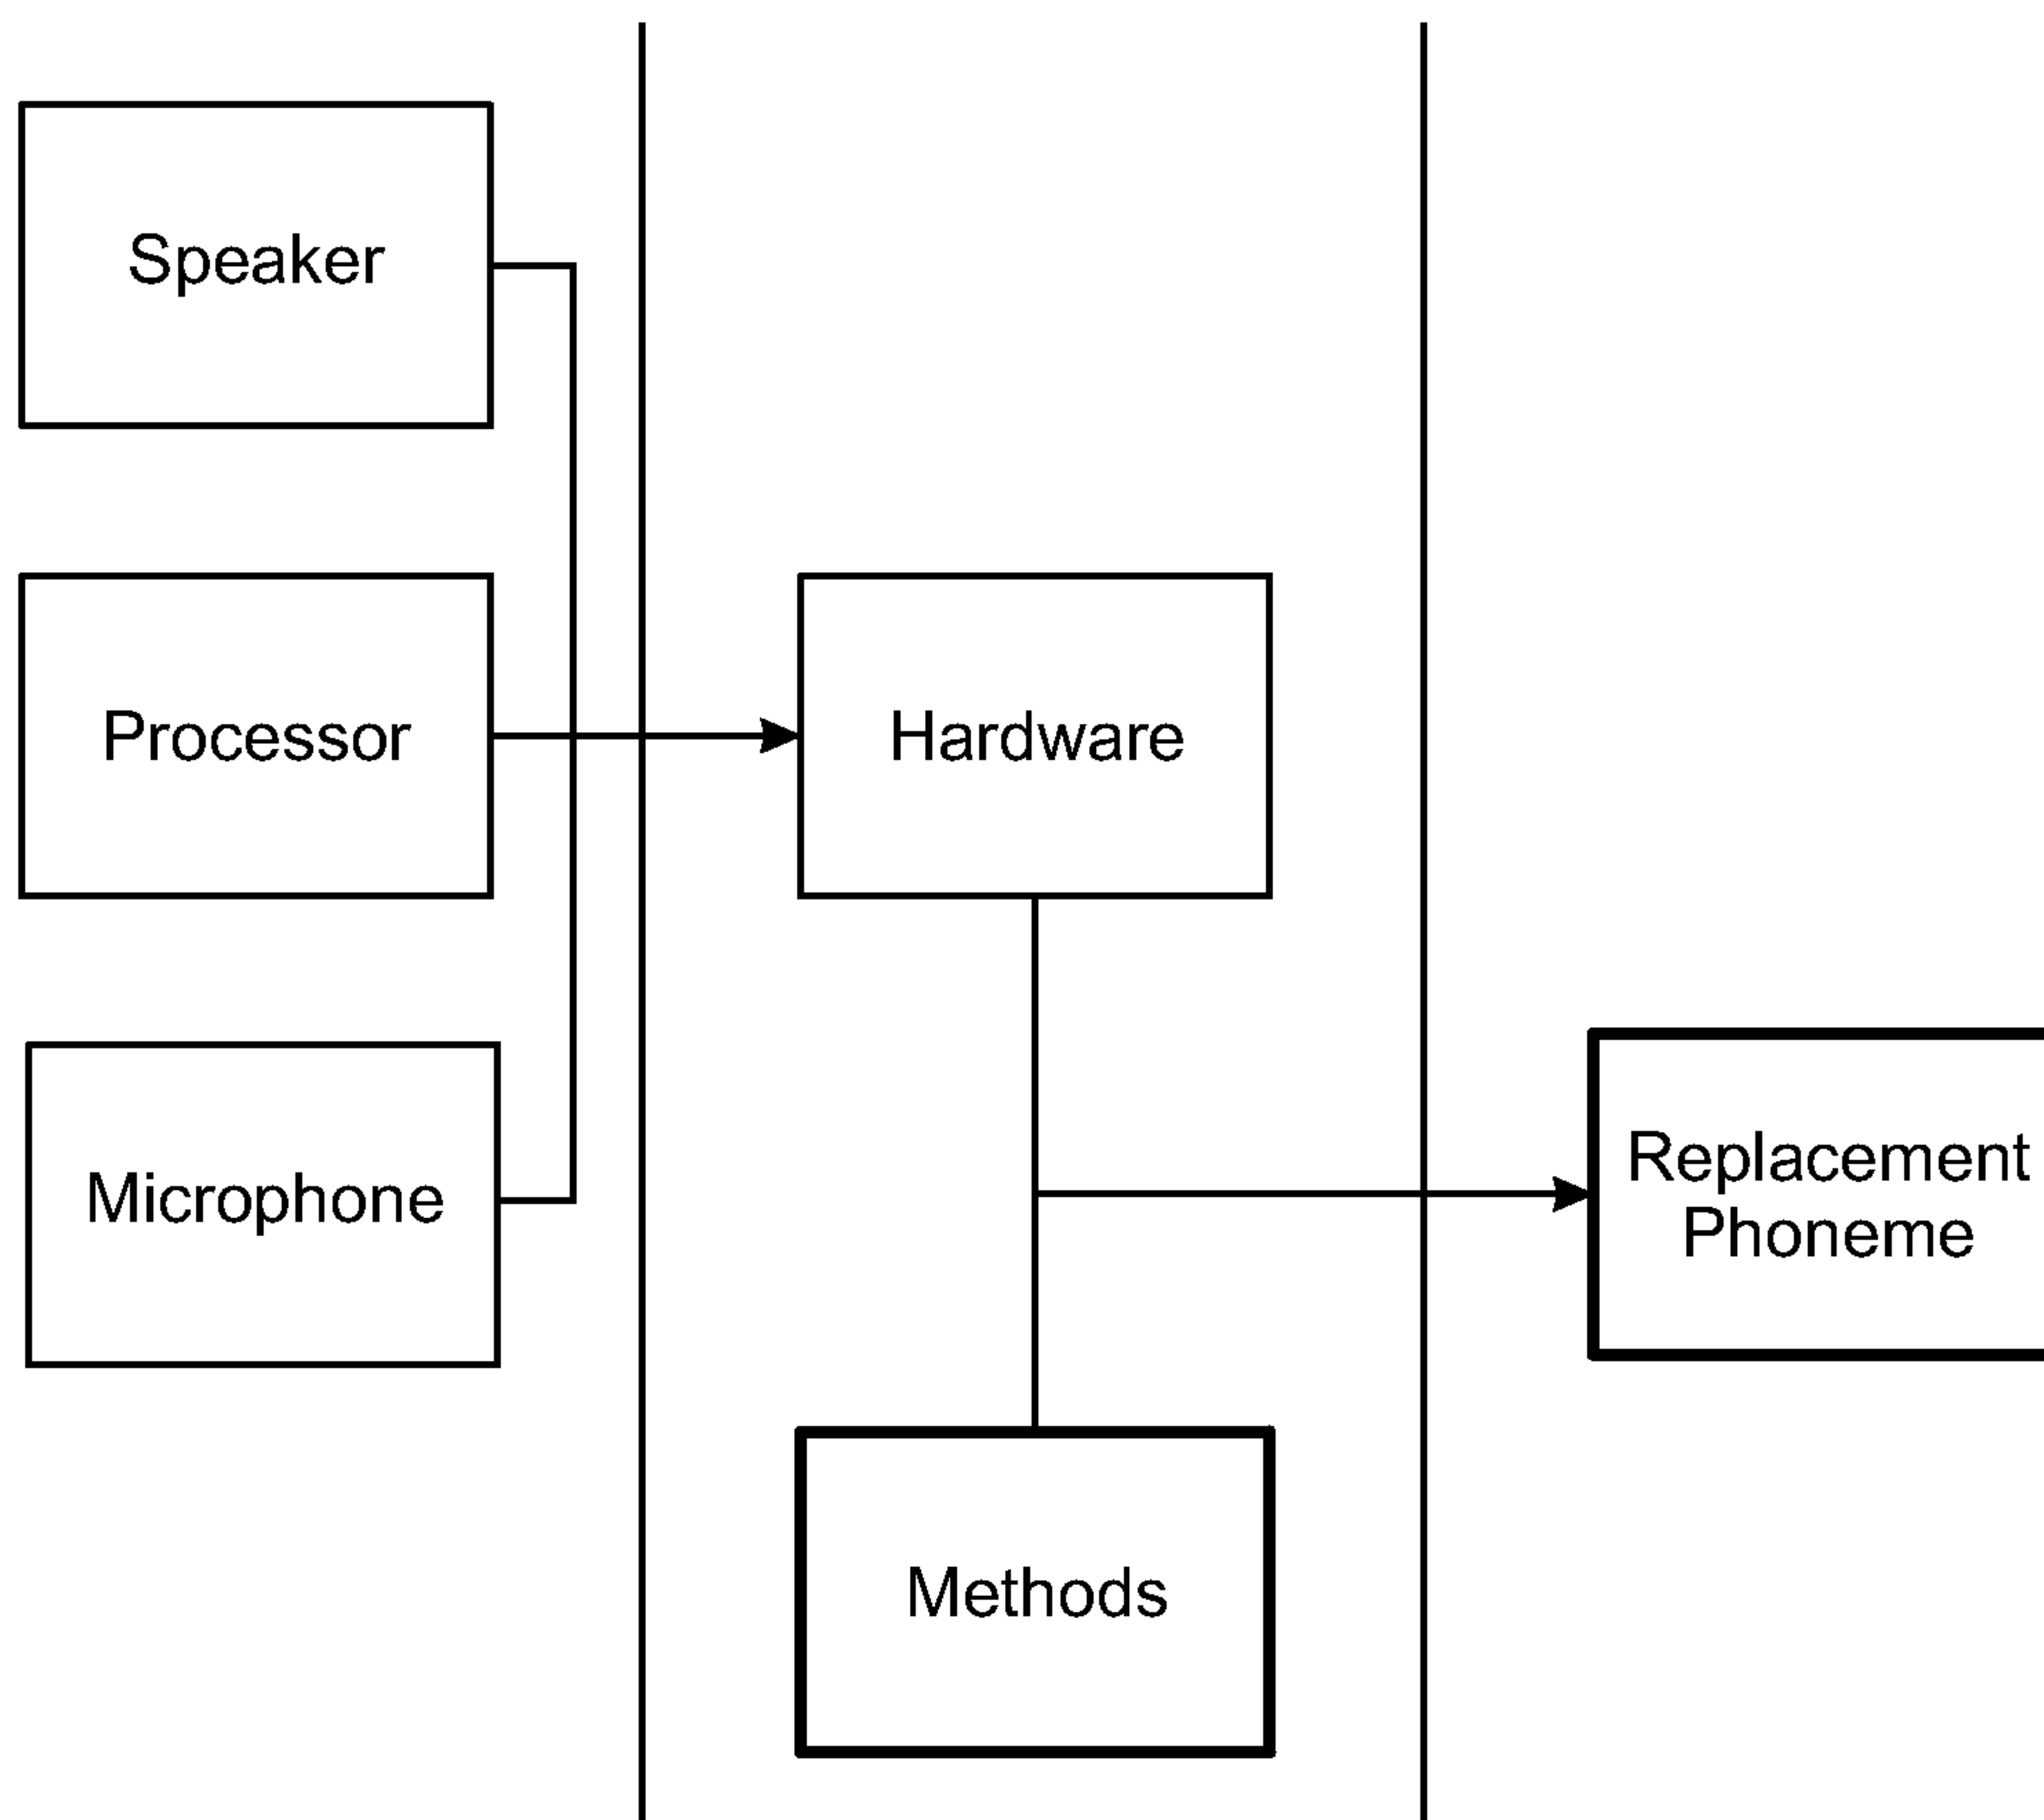 Speaker
Processor
Hardware
Microphone
Replacement
Phoneme
Methods